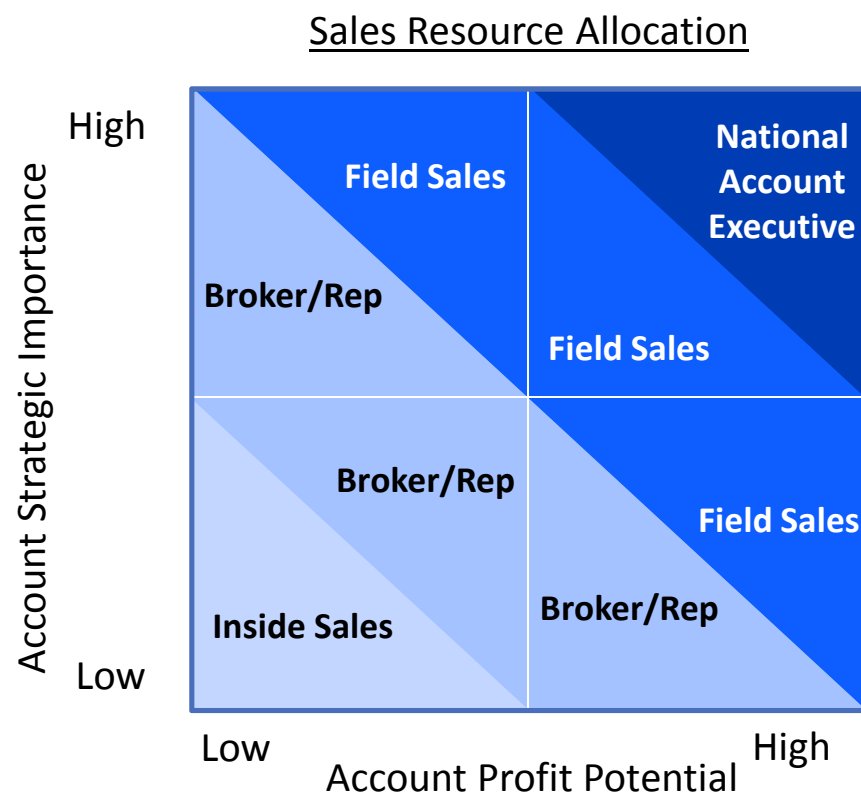 Sales Resource Allocation
High
National
Account
Executive
Field Sales
Broker/Rep
Field Sales
Account Strategic Importance
Broker/Rep
Field Sales
Broker/Rep
Inside Sales
Low
Low
High
Account Profit Potential